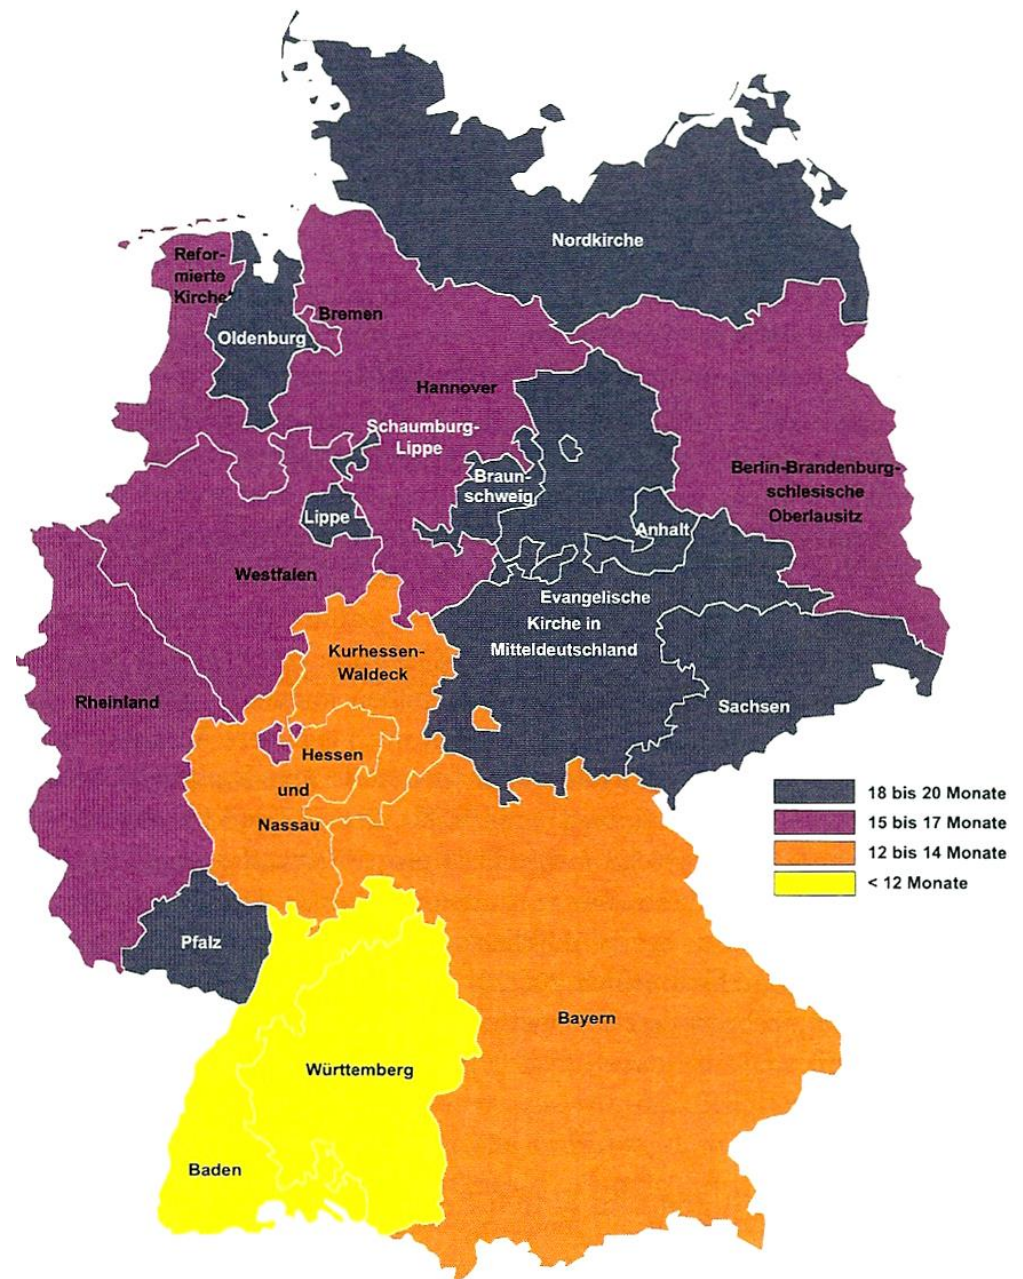 Nordkirche
Refor-
mierte
Kirche*
Bremen
Oldenburg
Hannover
Schaumburg-
Lippe
Braun-
schweig
Berlin-Brandenburg-
schlesische
Oberlausitz
Lippe
Anhalt
Westfalen
Evangelische
Kirche in
Mitteldeutschland
Kurhessen-
Waldeck
Rheinland
Sachsen
Hessen
und
Nassau
18 bis 20 Monate
15 bis 17 Monate
12 bis 14 Monate
< 12 Monate
Pfalz
Bayern
Württemberg
Baden